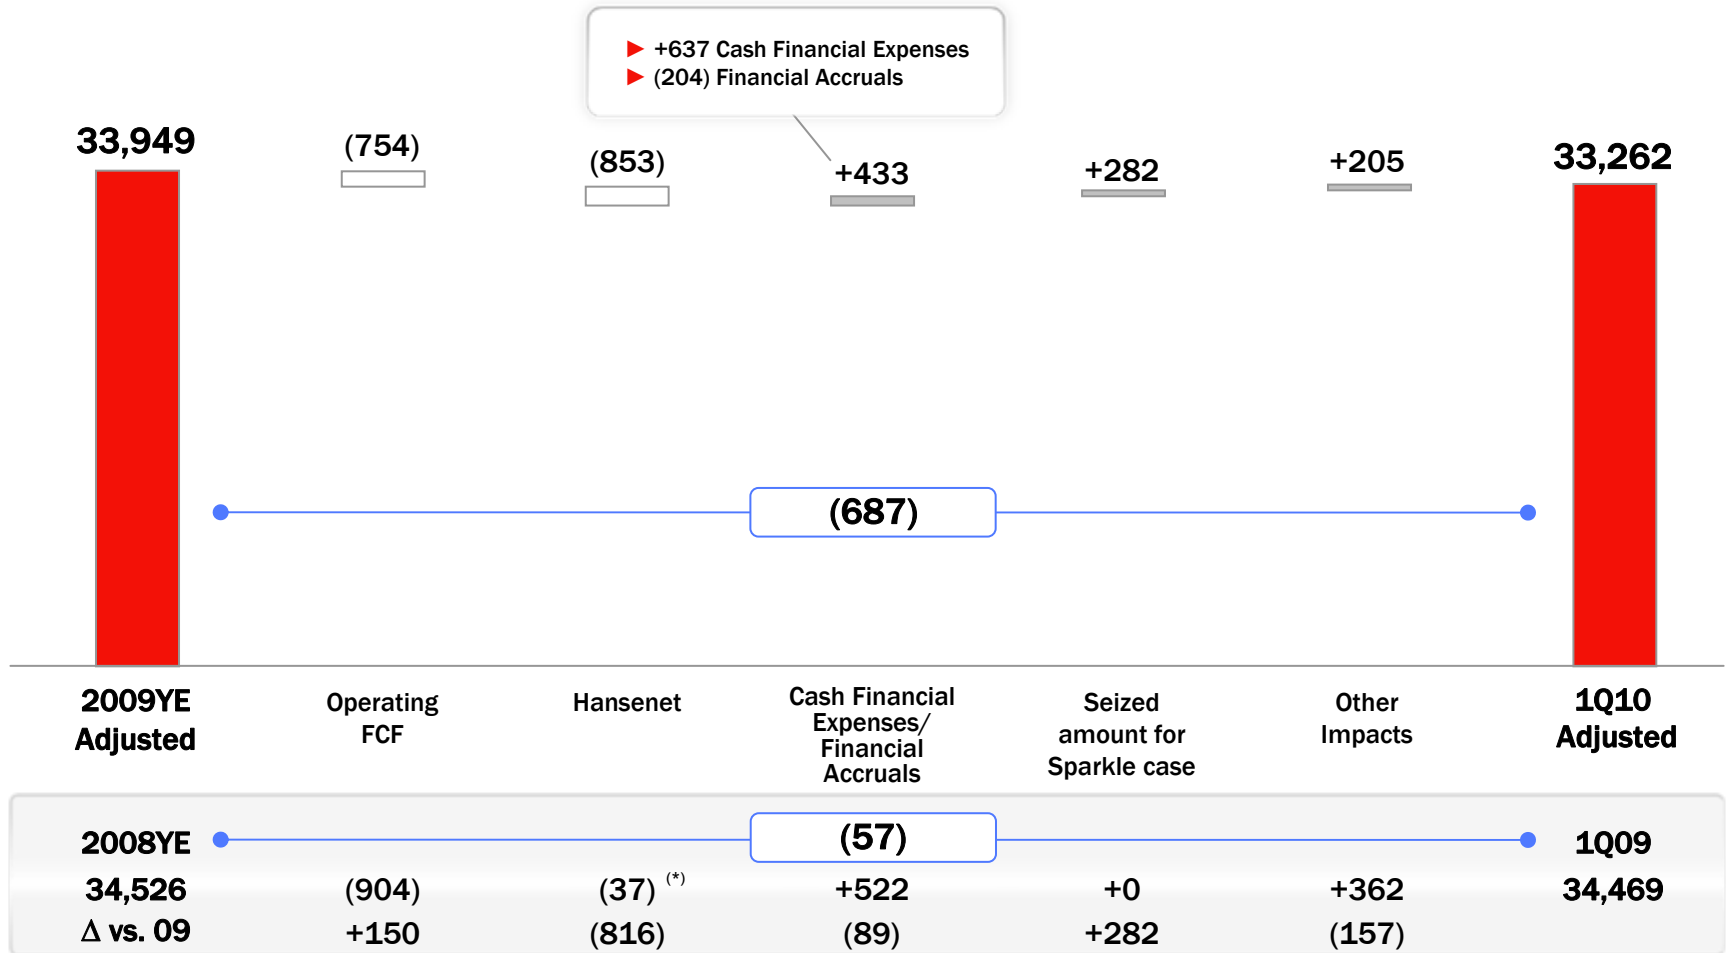 ► +637 Cash Financial Expenses
► (204) Financial Accruals
33,949
(754)
(853)
+433
+282
+205
33,262
(687)
2009YE
Adjusted
Operating
FCF
Hansenet
Cash Financial
Expenses/
Financial
Accruals
Seized
amount for
Sparkle case
Other
Impacts
1Q10
Adjusted
2008YE (57) 1Q09
34,526 (904) (37) (*) +522 +0 +362 34,469
Δ vs. 09 +150 (816) (89) +282 (157)